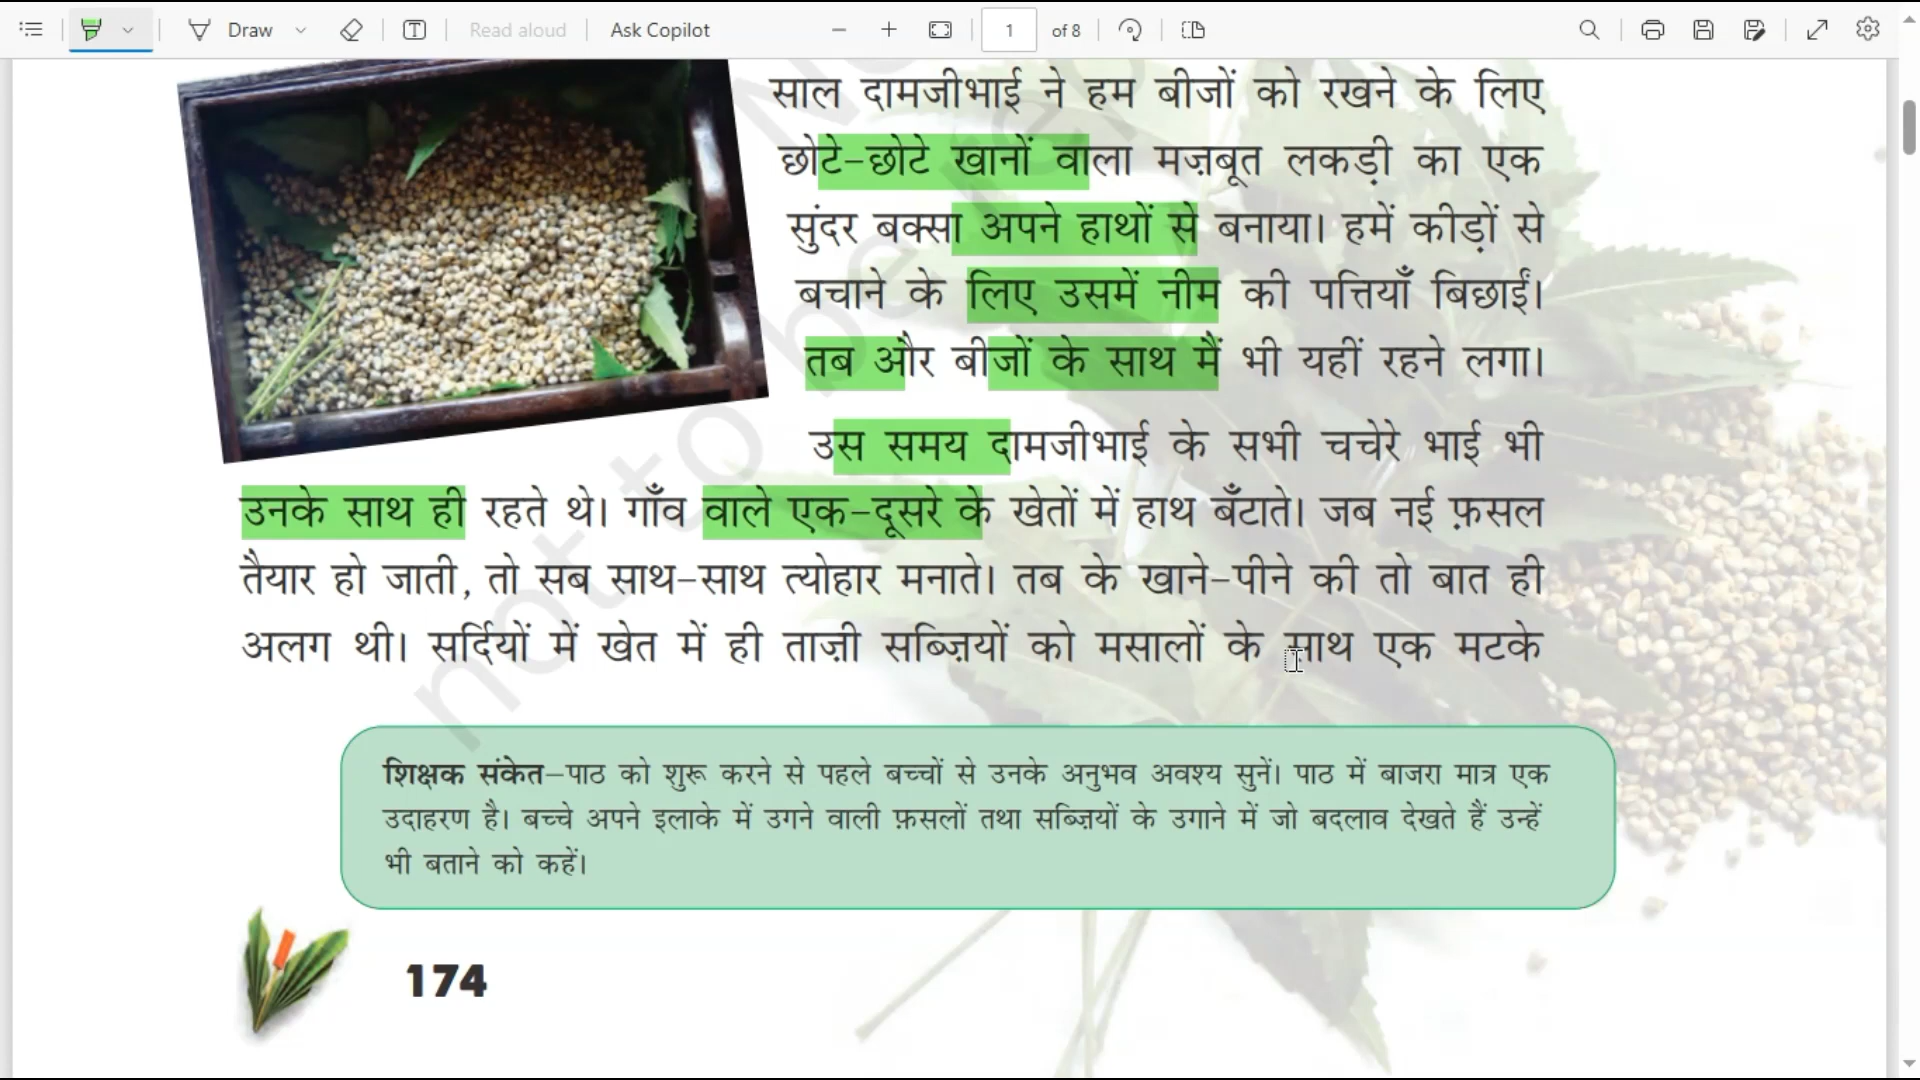 Draw
Read aloud
Ask Copilot
1 of 8
साल दामजीभाई ने हम बीजों को रखने के लिए
छोटे-छोटे खानों वाला मज़बूत लकड़ी का एक
सुंदर बक्सा अपने हाथों से बनाया। हमें कीड़ों से
बचाने के लिए उसमें नीम की पत्तियाँ बिछाईं।
तब और बीजों के साथ मैं भी यहीं रहने लगा।
उस समय दामजीभाई के सभी चचेरे भाई भी
उनके साथ ही रहते थे। गाँव वाले एक-दूसरे के खेतों में हाथ बँटाते। जब नई फ़सल
तैयार हो जाती, तो सब साथ-साथ त्योहार मनाते। तब के खाने-पीने की तो बात ही
अलग थी। सर्दियों में खेत में ही ताज़ी सब्ज़ियों को मसालों के साथ एक मटके
शिक्षक संकेत–पाठ को शुरू करने से पहले बच्चों से उनके अनुभव अवश्य सुनें। पाठ में बाजरा मात्र एक
उदाहरण है। बच्चे अपने इलाके में उगने वाली फ़सलों तथा सब्ज़ियों के उगाने में जो बदलाव देखते हैं उन्हें
भी बताने को कहें।
174
not to be